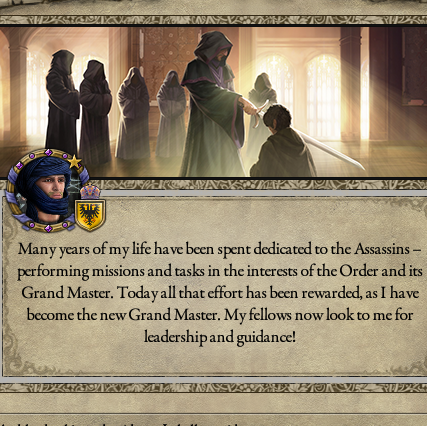 Many years of my life have been spent dedicated to the Assassins –
performing missions and tasks in the interests of the Order and its
Grand Master. Today all that effort has been rewarded, as I have
become the new Grand Master. My fellows now look to me for
leadership and guidance!